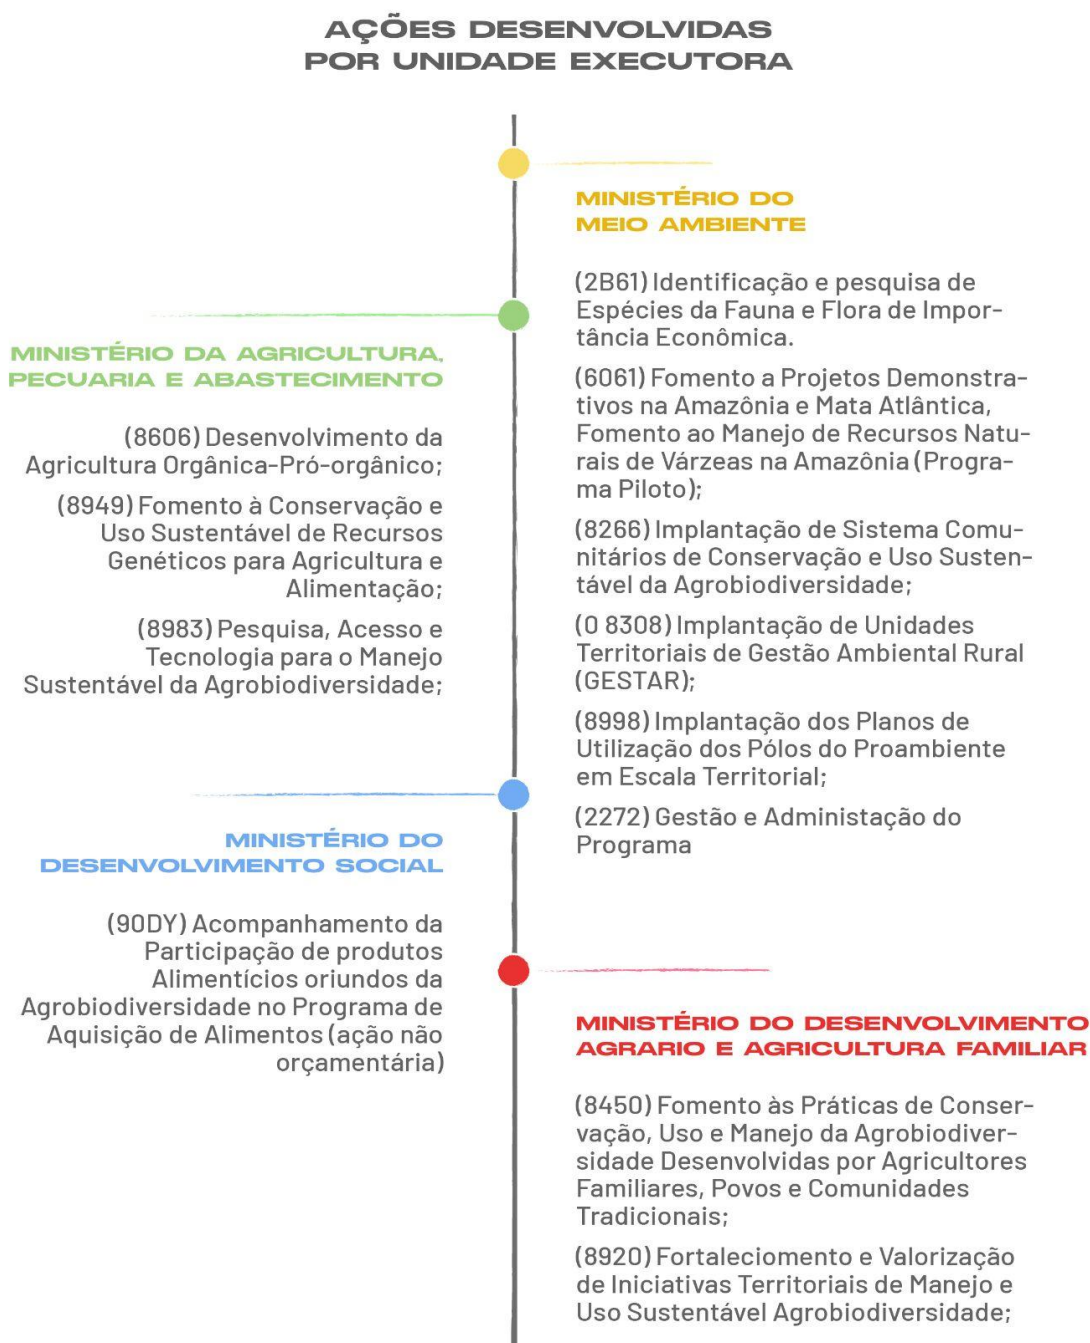 AÇÕES DESENVOLVIDAS
POR UNIDADE EXECUTORA
MINISTÉRIO DO
MEIO AMBIENTE
(2B61) Identificação e pesquisa de
Espécies da Fauna e Flora de Impor-
tância Econômica.
(6061) Fomento a Projetos Demonstra-
tivos na Amazônia e Mata Atlântica,
Fomento ao Manejo de Recursos Natu-
rais de Várzeas na Amazônia (Progra-
ma Piloto);
(8266) Implantação de Sistema Comu-
nitários de Conservação e Uso Susten-
tável da Agrobiodiversidade;
(0 8308) Implantação de Unidades
Territoriais de Gestão Ambiental Rural
(GESTAR);
(8998) Implantação dos Planos de
Utilização dos Pólos do Proambiente
em Escala Territorial;
(2272) Gestão e Administação do
Programa
MINISTÉRIO DA AGRICULTURA,
PECUARIA E ABASTECIMENTO
(8606) Desenvolvimento da
Agricultura Orgânica-Pró-orgânico;
(8949) Fomento à Conservação e
Uso Sustentável de Recursos
Genéticos para Agricultura e
Alimentação;
(8983) Pesquisa, Acesso e
Tecnologia para o Manejo
Sustentável da Agrobiodiversidade;
MINISTÉRIO DO
DESENVOLVIMENTO SOCIAL
(90DY) Acompanhamento da
Participação de produtos
Alimentícios oriundos da
Agrobiodiversidade no Programa de
Aquisição de Alimentos (ação não
orçamentária)
MINISTÉRIO DO DESENVOLVIMENTO
AGRARIO E AGRICULTURA FAMILIAR
(8450) Fomento às Práticas de Conser-
vação, Uso e Manejo da Agrobiodiver-
sidade Desenvolvidas por Agricultores
Familiares, Povos e Comunidades
Tradicionais;
(8920) Fortaleciomento e Valorização
de Iniciativas Territoriais de Manejo e
Uso Sustentável Agrobiodiversidade;